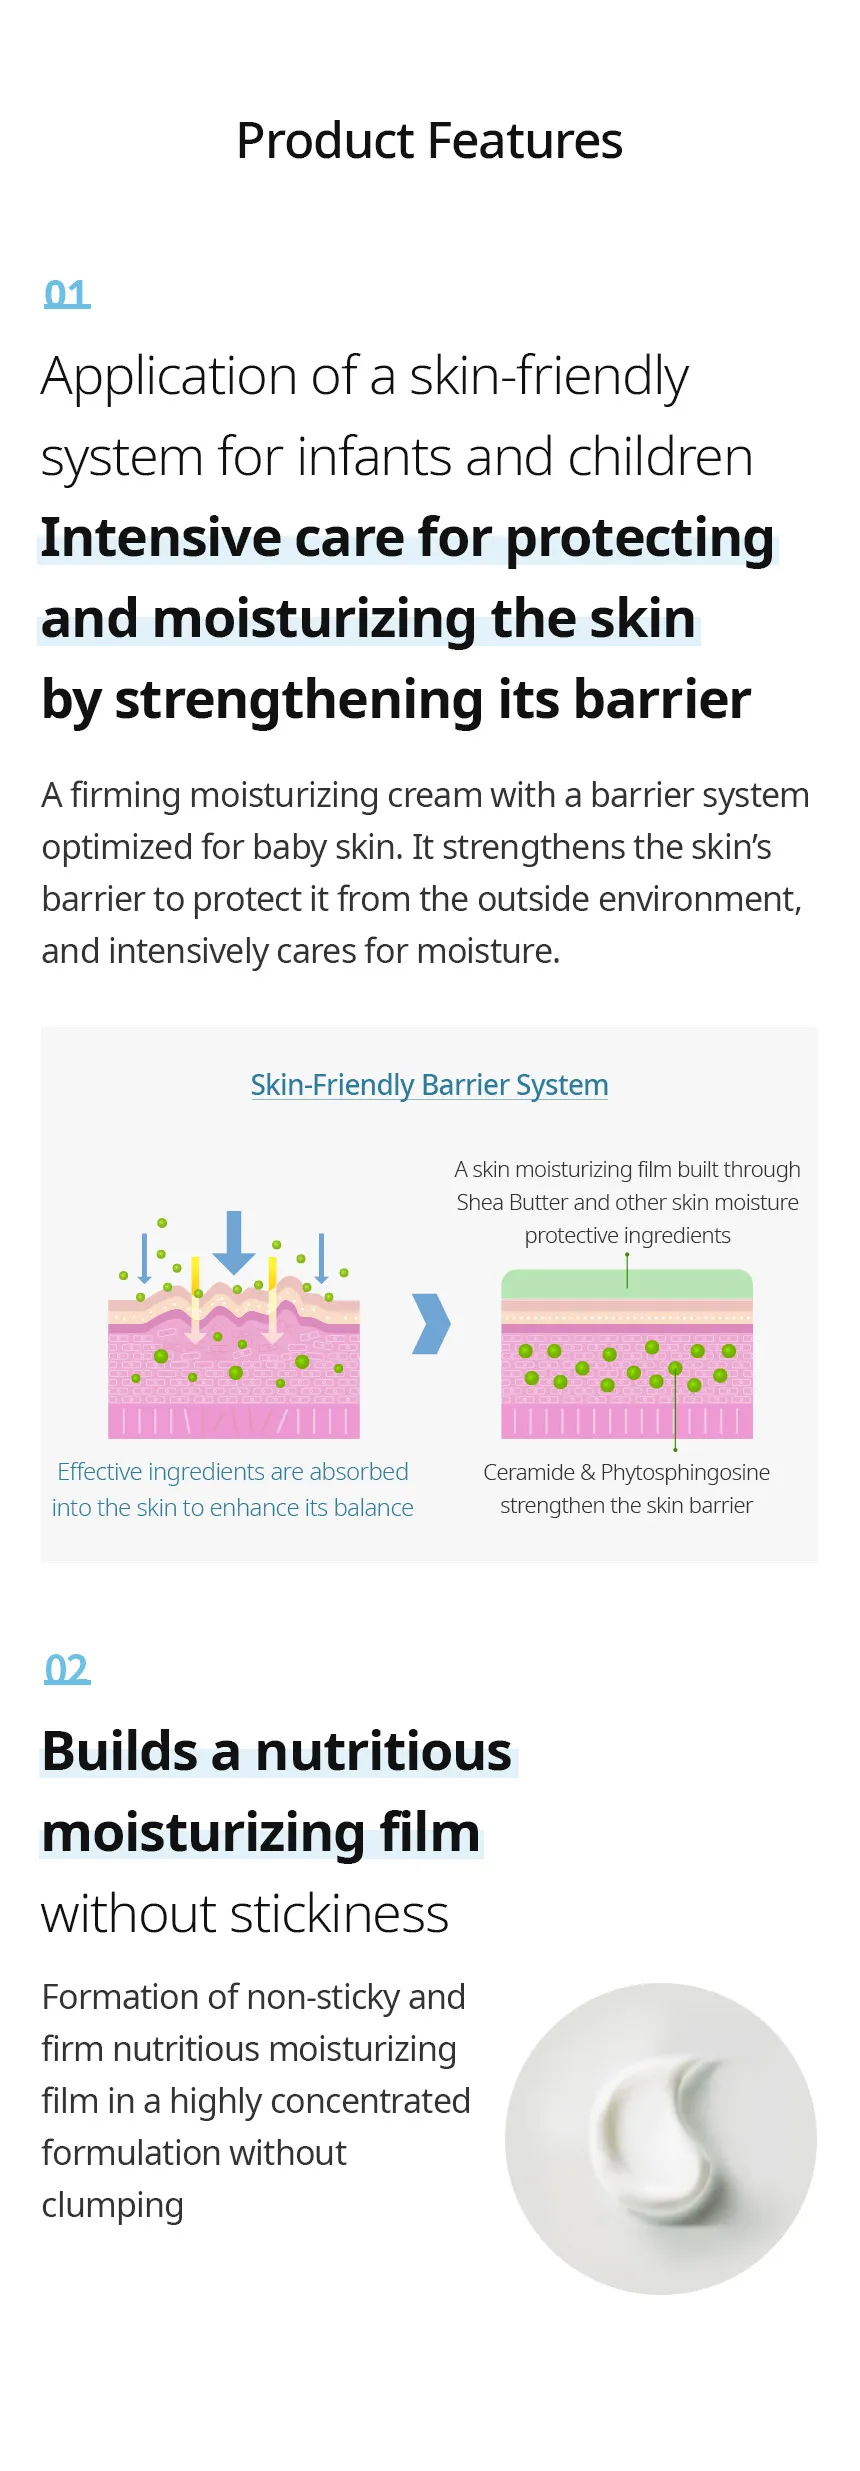 Product Features
01
Application of a skin-friendly
system for infants and children
Intensive care for protecting
and moisturizing the skin
by strengthening its barrier
A firming moisturizing cream with a barrier system
optimized for baby skin. It strengthens the skin’s
barrier to protect it from the outside environment,
and intensively cares for moisture.
Skin-Friendly Barrier System
A skin moisturizing film built through
Shea Butter and other skin moisture
protective ingredients
Effective ingredients are absorbed
into the skin to enhance its balance
Ceramide & Phytosphingosine
strengthen the skin barrier
02
Builds a nutritious
moisturizing film
without stickiness
Formation of non-sticky and
firm nutritious moisturizing
film in a highly concentrated
formulation without
clumping